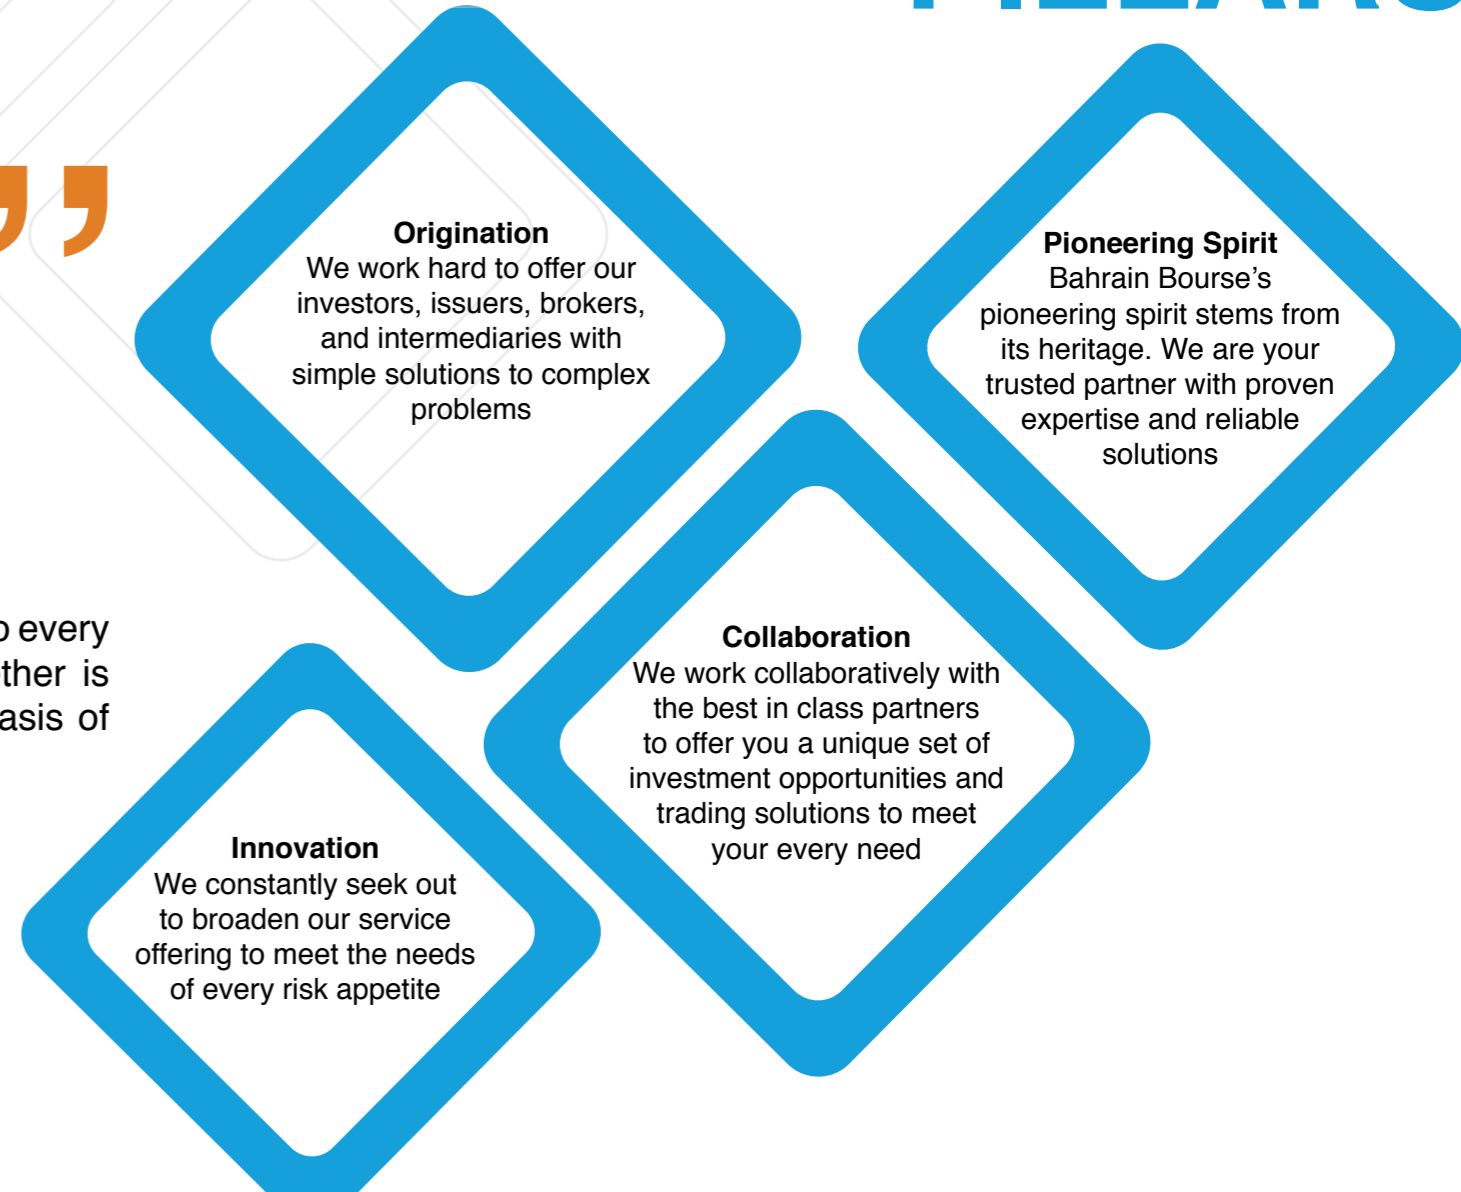 PILLARS
”
Origination
We work hard to offer our
investors, issuers, brokers,
and intermediaries with
simple solutions to complex
problems
Pioneering Spirit
Bahrain Bourse’s
pioneering spirit stems from
its heritage. We are your
trusted partner with proven
expertise and reliable
solutions
every
is
of
Collaboration
We work collaboratively with
the best in class partners
to offer you a unique set of
investment opportunities and
trading solutions to meet
your every need
Innovation
We constantly seek out
to broaden our service
offering to meet the needs
of every risk appetite